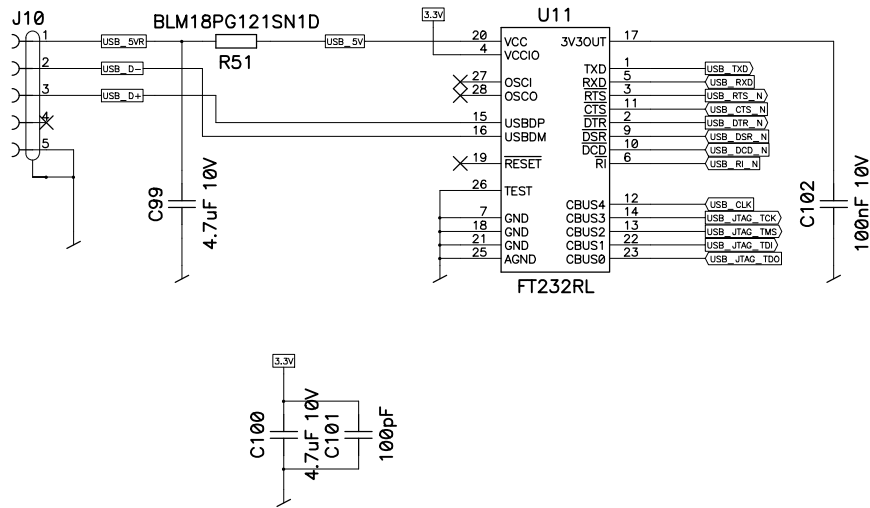 J10
BLM18PG121SN1D
3.3V
U11
1
USB_5VR
R51
USB_5V
20
VCC
3V3OUT
17
4
VCCIO
2
USB_D-
TXD
1
USB_TXD
27
OSCI
RXD
5
USB_RXD
3
USB_D+
28
OSCO
RTS
3
USB_RTS_N
CTS
11
USB_CTS_N
4
15
USBDP
DTR
2
USB_DTR_N
16
USBDM
DSR
9
USB_DSR_N
5
DCD
10
USB_DCD_N
19
RESET
RI
6
USB_RI_N
26
TEST
C99
4.7uF 10V
CBUS4
12
USB_CLK
7
GND
CBUS3
14
USB_JTAG_TCK
18
GND
CBUS2
13
USB_JTAG_TMS
21
GND
CBUS1
22
USB_JTAG_TDI
25
AGND
CBUS0
23
USB_JTAG_TDO
C102
100nF 10V
FT232RL
3.3V
C100
4.7uF 10V
C101
100pF